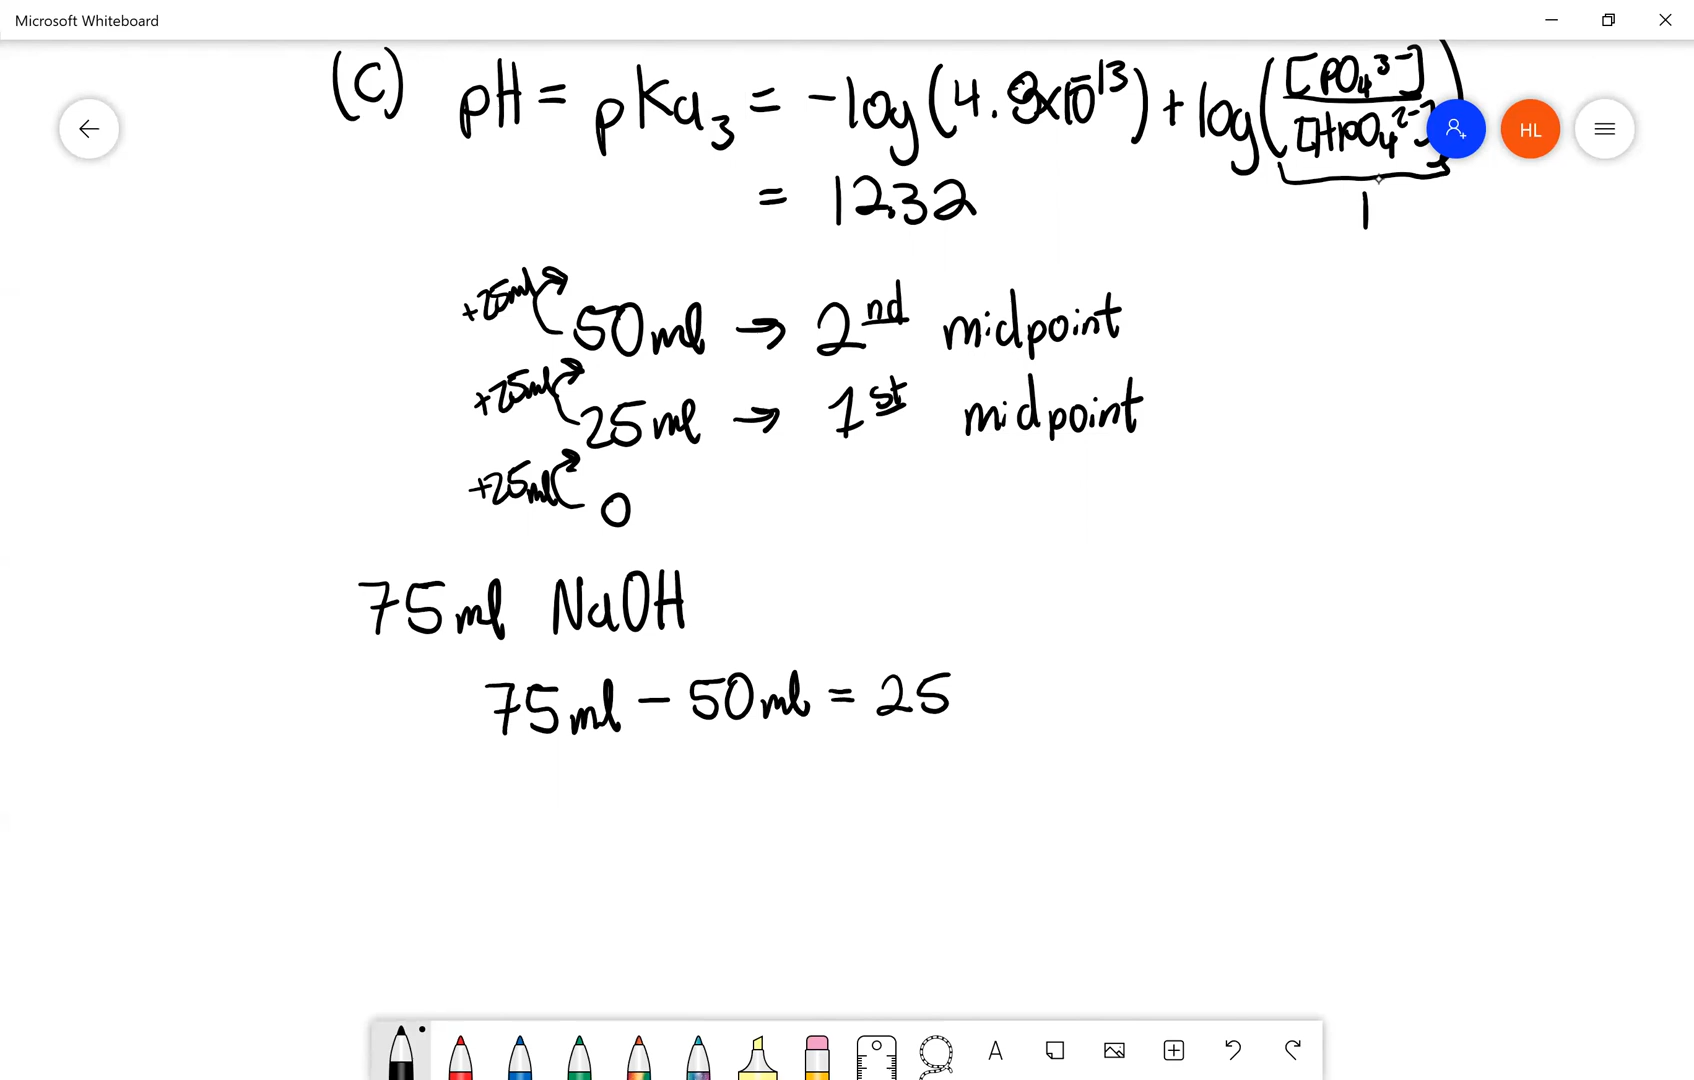 Microsoft Whiteboard
(C) pH = pKa₃ = -log(4.8x10⁻¹³) + log([PO₄³⁻]/[HPO₄²⁻])
= 12.32
1
+25ml 50ml → 2nd midpoint
+25ml 25ml → 1st midpoint
+25ml 0
75ml NaOH
75ml - 50ml = 25
HL
A